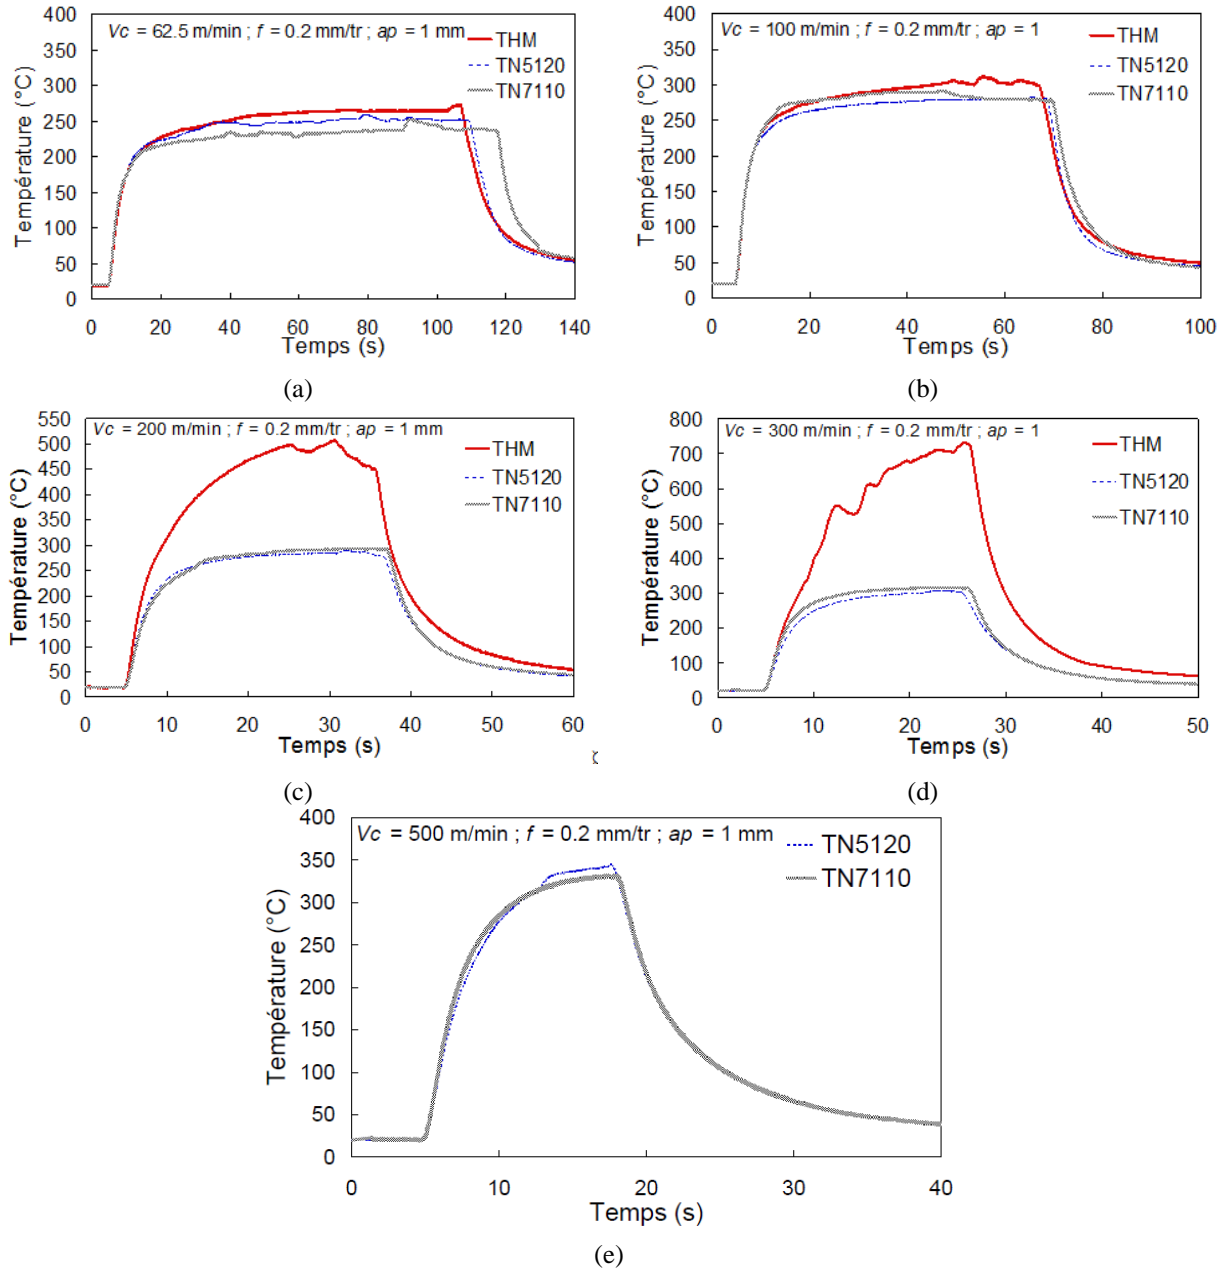 Vc = 62.5 m/min ; f = 0.2 mm/tr ; ap = 1 mm
THM
TN5120
TN7110
Température (°C)
400
350
300
250
200
150
100
50
0
0 20 40 60 80 100 120 140
Temps (s)
(a)
Vc = 100 m/min ; f = 0.2 mm/tr ; ap = 1
THM
TN5120
TN7110
Température (°C)
400
350
300
250
200
150
100
50
0
0 20 40 60 80 100
Temps (s)
(b)
Vc = 200 m/min ; f = 0.2 mm/tr ; ap = 1 mm
THM
TN5120
TN7110
Température (°C)
550
500
450
400
350
300
250
200
150
100
50
0
0 10 20 30 40 50 60
Temps (s)
(c)
Vc = 300 m/min ; f = 0.2 mm/tr ; ap = 1
THM
TN5120
TN7110
Température (°C)
800
700
600
500
400
300
200
100
0
0 10 20 30 40 50
Temps (s)
(d)
Vc = 500 m/min ; f = 0.2 mm/tr ; ap = 1 mm
TN5120
TN7110
Température (°C)
400
350
300
250
200
150
100
50
0
0 10 20 30 40
Temps (s)
(e)